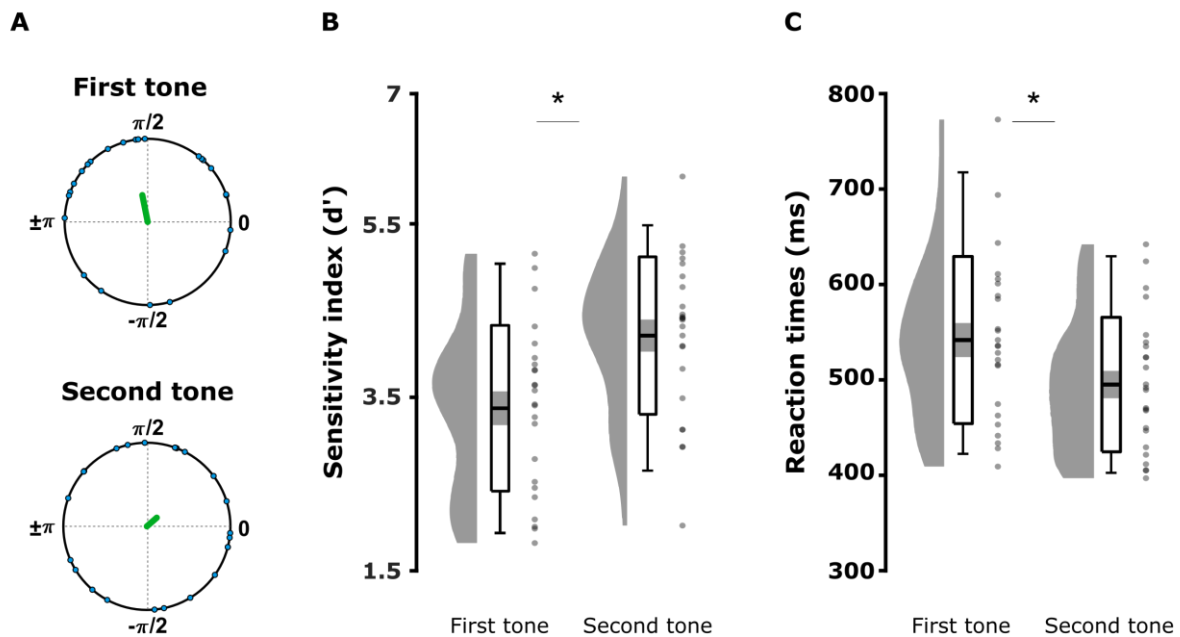 A
First tone
π/2
±π
0
-π/2
Second tone
π/2
±π
0
-π/2
B
Sensitivity index (d')
7
5.5
3.5
1.5
*
First tone
Second tone
C
Reaction times (ms)
800
700
600
500
400
300
*
First tone
Second tone